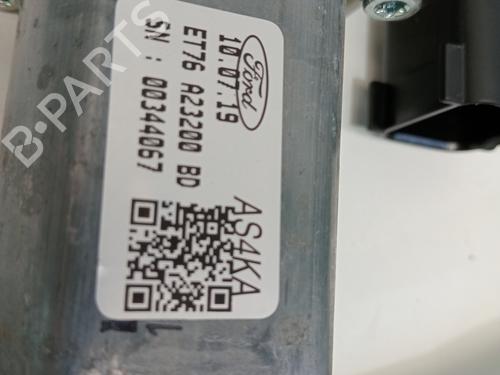 Ford
10.07.19
ET76 A23200 BD
SN : 00344067
AS4KA
B-Parts